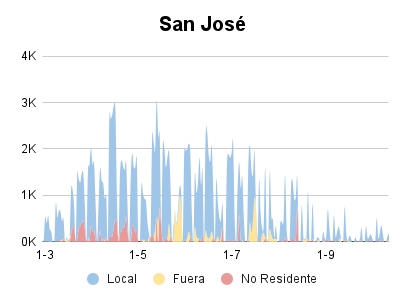 San José
4K
3K
2K
1K
0K
1-3 1-5 1-7 1-9
Local Fuera No Residente